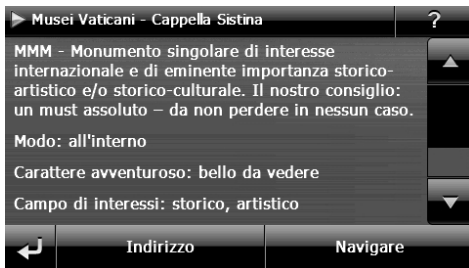 Musei Vaticani - Cappella Sistina ?
MMM - Monumento singolare di interesse
internazionale e di eminente importanza storico-
artistico e/o storico-culturale. Il nostro consiglio:
un must assoluto – da non perdere in nessun caso.
Modo: all'interno
Carattere avventuroso: bello da vedere
Campo di interessi: storico, artistico
Indirizzo Navigare